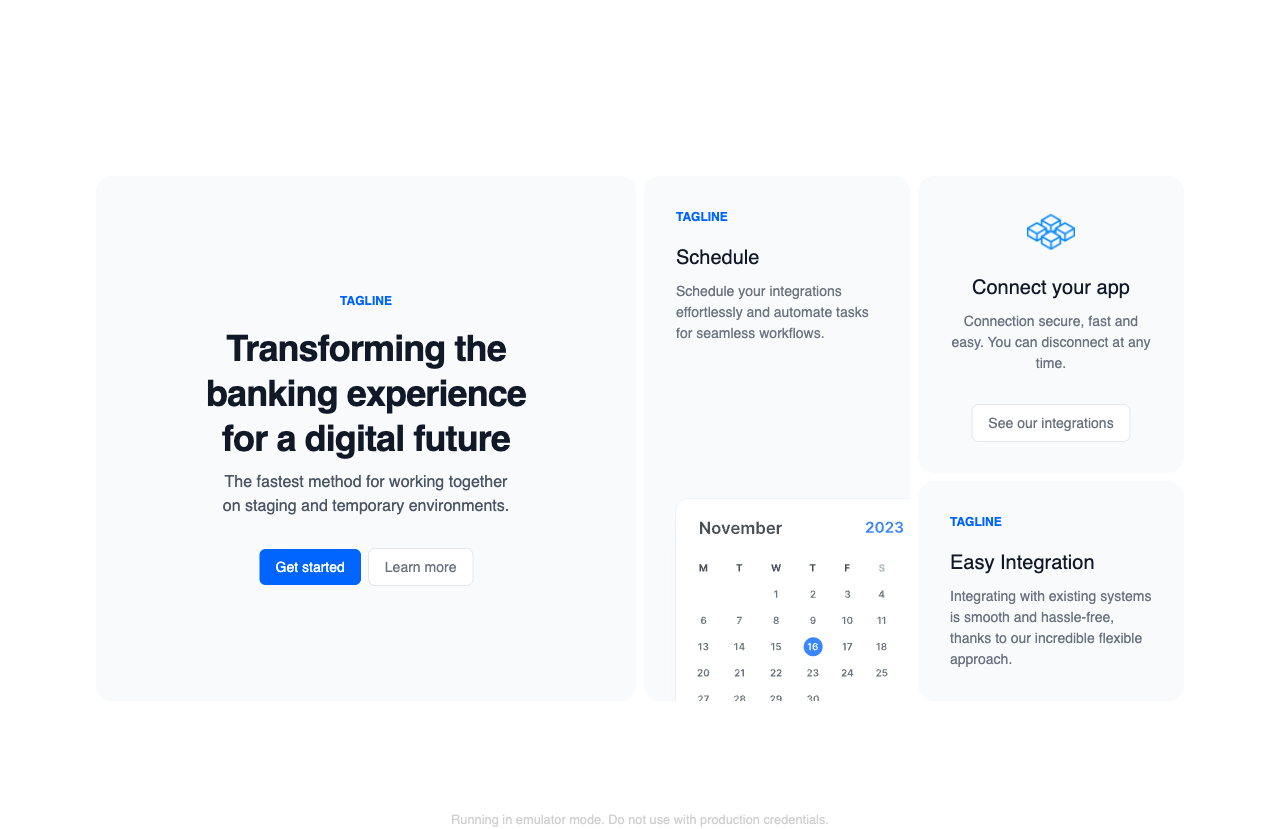 TAGLINE
Transforming the
banking experience
for a digital future
The fastest method for working together
on staging and temporary environments.
Get started
Learn more
TAGLINE
Schedule
Schedule your integrations
effortlessly and automate tasks
for seamless workflows.
November 2023
M T W T F S
1 2 3 4
6 7 8 9 10 11
13 14 15 16 17 18
20 21 22 23 24 25
27 28 29 30
Connect your app
Connection secure, fast and
easy. You can disconnect at any
time.
See our integrations
TAGLINE
Easy Integration
Integrating with existing systems
is smooth and hassle-free,
thanks to our incredible flexible
approach.
Running in emulator mode. Do not use with production credentials.